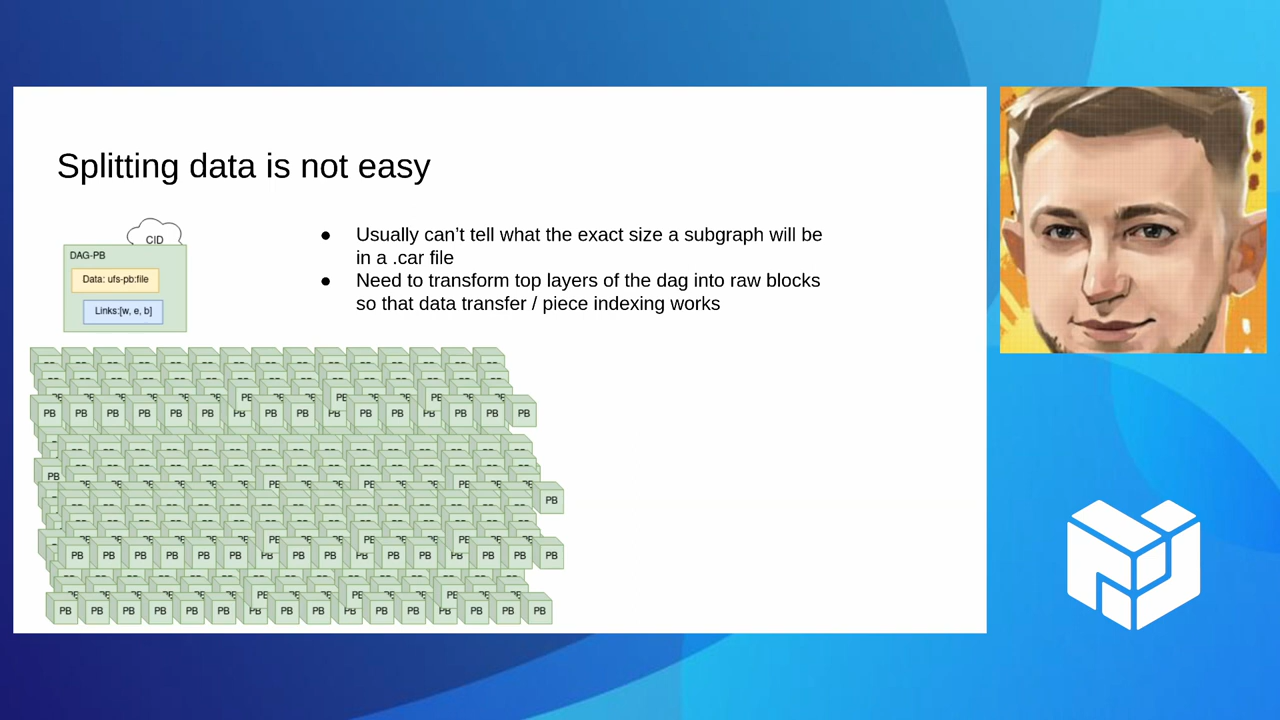 Splitting data is not easy
CID
DAG-PB
Data: ufs-pb:file
Links:[w, e, b]
● Usually can’t tell what the exact size a subgraph will be
in a .car file
● Need to transform top layers of the dag into raw blocks
so that data transfer / piece indexing works
PB PB PB PB PB PB PB PB PB PB PB PB PB PB PB PB
PB
PB
PB PB PB PB PB PB PB PB PB PB PB PB PB PB PB PB
PB PB PB PB PB PB PB PB PB PB PB PB PB PB PB PB